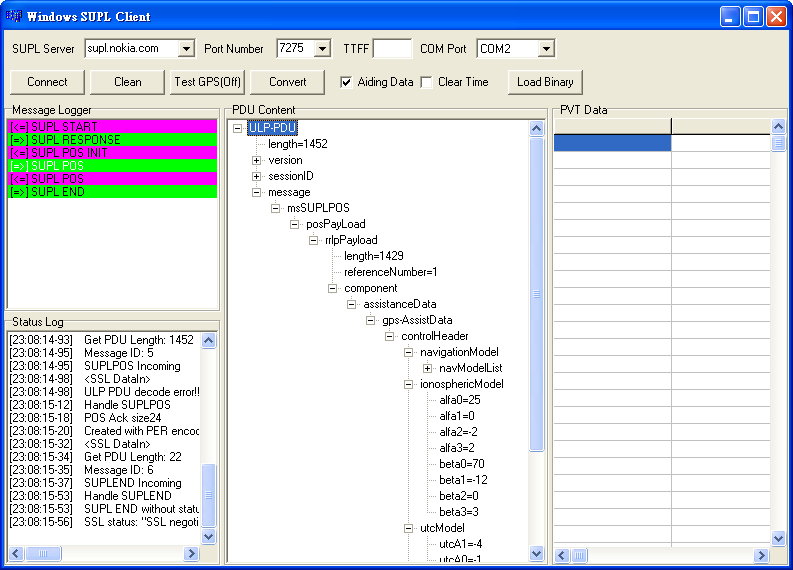 Windows SUPL Client
SUPL Server supl.nokia.com Port Number 7275 TTFF COM Port COM2
Connect Clean Test GPS(Off) Convert Aiding Data Clear Time Load Binary
Message Logger
[<=] SUPL START
[=>] SUPL RESPONSE
[<=] SUPL POS INIT
[=>] SUPL POS
[<=] SUPL POS
[=>] SUPL END
Status Log
[23:08:14-93] Get PDU Length: 1452
[23:08:14-95] Message ID: 5
[23:08:14-95] SUPLPOS Incoming
[23:08:14-98] <SSL DataIn>
[23:08:14-98] ULP PDU decode error!!
[23:08:15-12] Handle SUPLPOS
[23:08:15-18] POS Ack size24
[23:08:15-20] Created with PER encod
[23:08:15-32] <SSL DataIn>
[23:08:15-34] Get PDU Length: 22
[23:08:15-35] Message ID: 6
[23:08:15-37] SUPLEND Incoming
[23:08:15-53] Handle SUPLEND
[23:08:15-53] SUPL END without statu
[23:08:15-56] SSL status: "SSL negoti
PDU Content
ULP-PDU
length=1452
version
sessionID
message
msSUPLPOS
posPayLoad
rrlpPayload
length=1429
referenceNumber=1
component
assistanceData
gps-AssistData
controlHeader
navigationModel
navModelList
ionosphericModel
alfa0=25
alfa1=0
alfa2=-2
alfa3=2
beta0=70
beta1=-12
beta2=0
beta3=3
utcModel
utcA1=-4
utcA0=-1
PVT Data